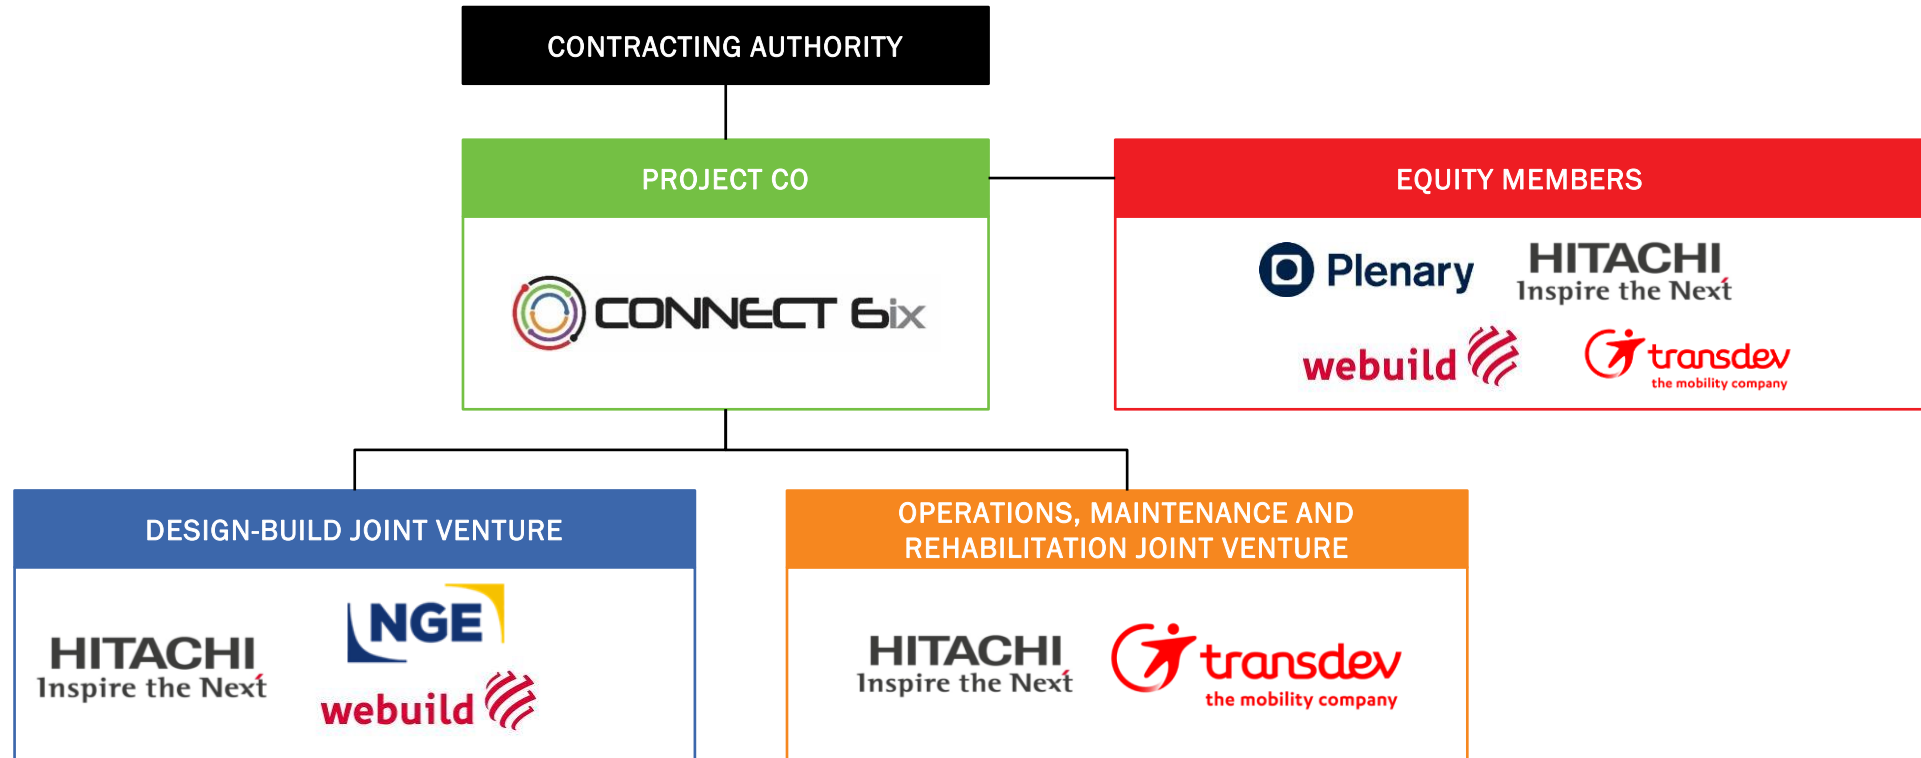 CONTRACTING AUTHORITY
PROJECT CO
EQUITY MEMBERS
CONNECT 6ix
Plenary
HITACHI
Inspire the Next
webuild
transdev
the mobility company
DESIGN-BUILD JOINT VENTURE
HITACHI
Inspire the Next
NGE
webuild
OPERATIONS, MAINTENANCE AND
REHABILITATION JOINT VENTURE
HITACHI
Inspire the Next
transdev
the mobility company